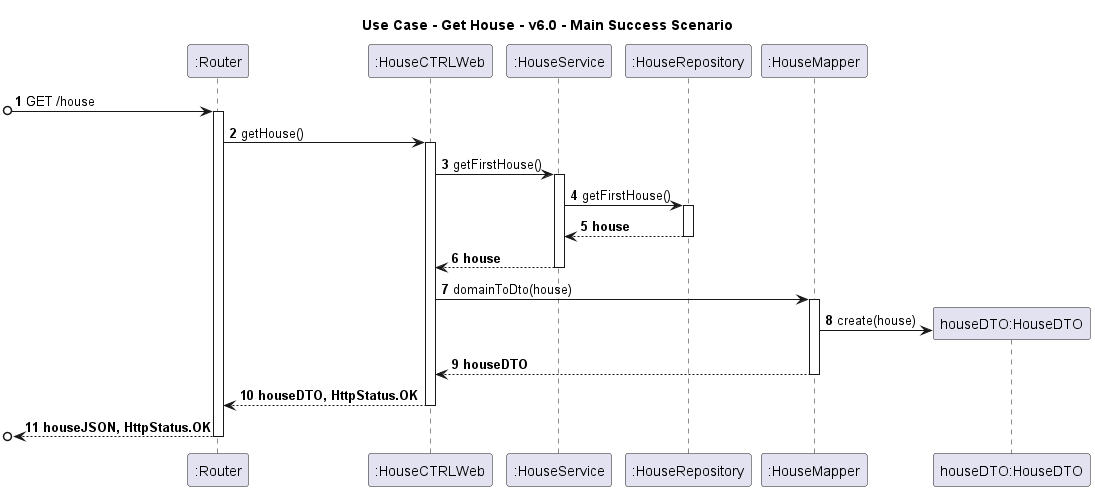 Use Case - Get House - v6.0 - Main Success Scenario
:Router :HouseCTRLWeb :HouseService :HouseRepository :HouseMapper
1 GET /house
2 getHouse()
3 getFirstHouse()
4 getFirstHouse()
5 house
6 house
7 domainToDto(house)
8 create(house)
houseDTO:HouseDTO
9 houseDTO
10 houseDTO, HttpStatus.OK
11 houseJSON, HttpStatus.OK
:Router :HouseCTRLWeb :HouseService :HouseRepository :HouseMapper houseDTO:HouseDTO